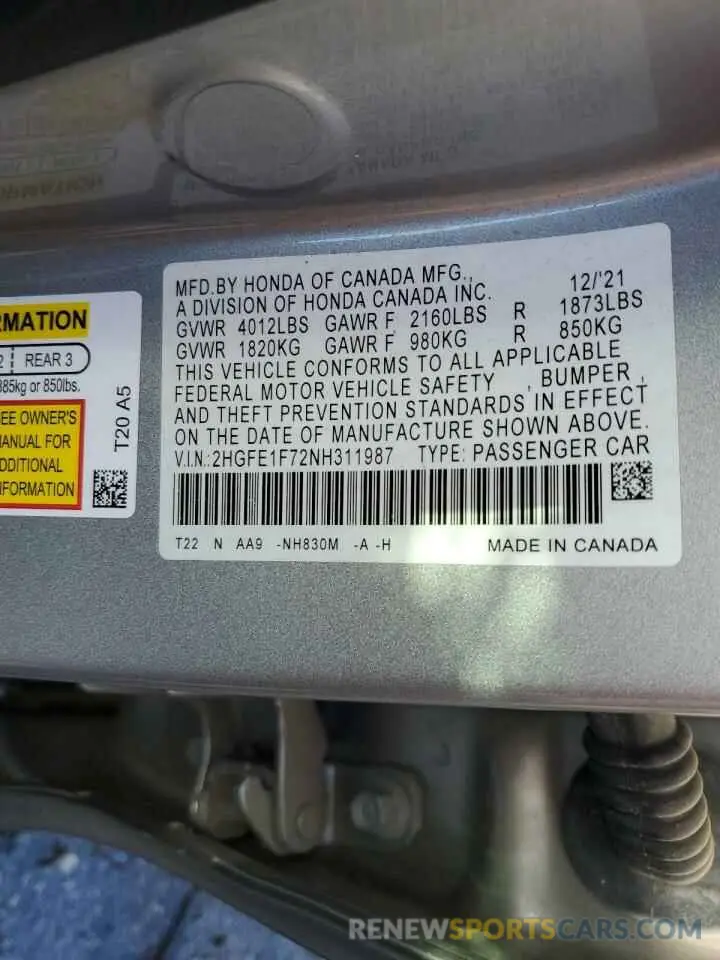 MFD.BY HONDA OF CANADA MFG., 12/'21
A DIVISION OF HONDA CANADA INC.
GVWR 4012LBS GAWR F 2160LBS R 1873LBS
GVWR 1820KG GAWR F 980KG R 850KG
THIS VEHICLE CONFORMS TO ALL APPLICABLE
FEDERAL MOTOR VEHICLE SAFETY , BUMPER ,
AND THEFT PREVENTION STANDARDS IN EFFECT
ON THE DATE OF MANUFACTURE SHOWN ABOVE.
V.I.N.:2HGFE1F72NH311987 TYPE: PASSENGER CAR
T22 N AA9 -NH830M -A -H MADE IN CANADA
RMATION
2 REAR 3
385kg or 850lbs.
EE OWNER'S
MANUAL FOR
DDITIONAL
NFORMATION
T20 A5
RENEWSPORTSCARS.COM